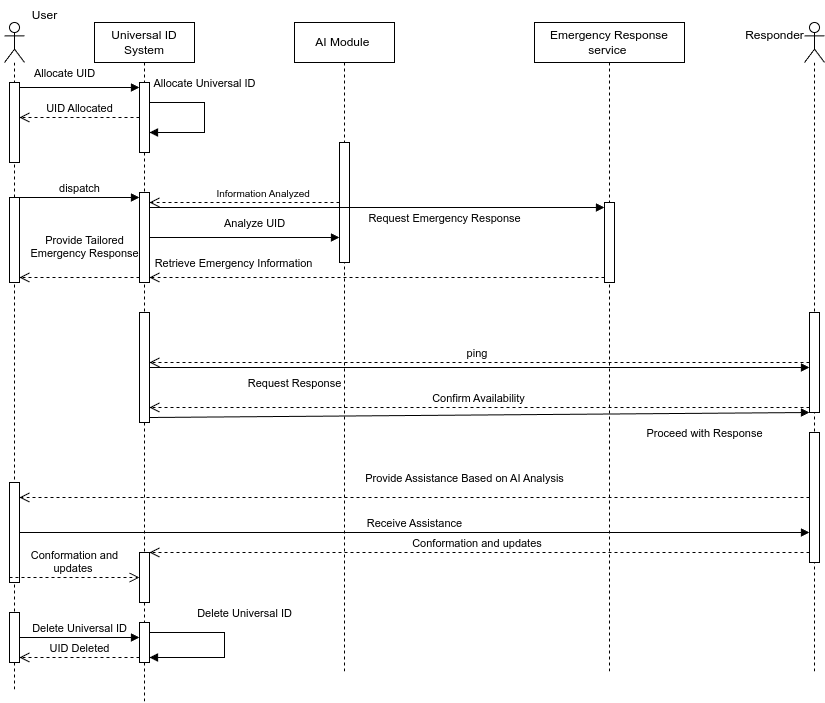 User
Universal ID
System
AI Module
Emergency Response
service
Responder
Allocate UID
Allocate Universal ID
UID Allocated
dispatch
Information Analyzed
Request Emergency Response
Analyze UID
Provide Tailored
Emergency Response
Retrieve Emergency Information
ping
Request Response
Confirm Availability
Proceed with Response
Provide Assistance Based on AI Analysis
Receive Assistance
Conformation and updates
Conformation and
updates
Delete Universal ID
Delete Universal ID
UID Deleted